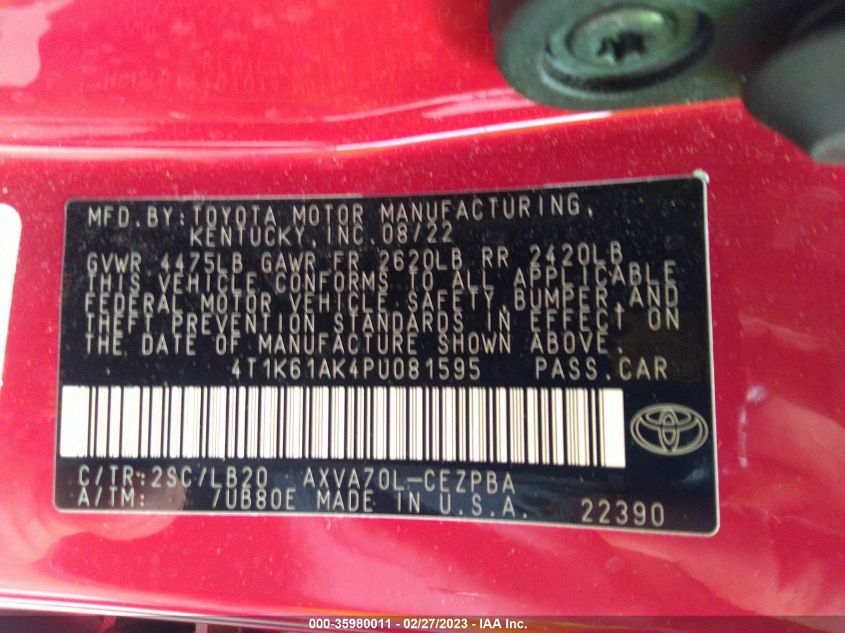 MFD. BY: TOYOTA MOTOR MANUFACTURING,
KENTUCKY, INC. 08/22
GVWR 4475LB GAWR FR 2620LB RR 2420LB
THIS VEHICLE CONFORMS TO ALL APPLICABLE
FEDERAL MOTOR VEHICLE SAFETY, BUMPER AND
THEFT PREVENTION STANDARDS IN EFFECT ON
THE DATE OF MANUFACTURE SHOWN ABOVE.
4T1K61AK4PU081595 PASS. CAR
C/TR: 2SC/LB20 AXVA70L-CEZPBA
A/TM: /UB80E MADE IN U.S.A. 22390
000-35980011 - 02/27/2023 - IAA Inc.